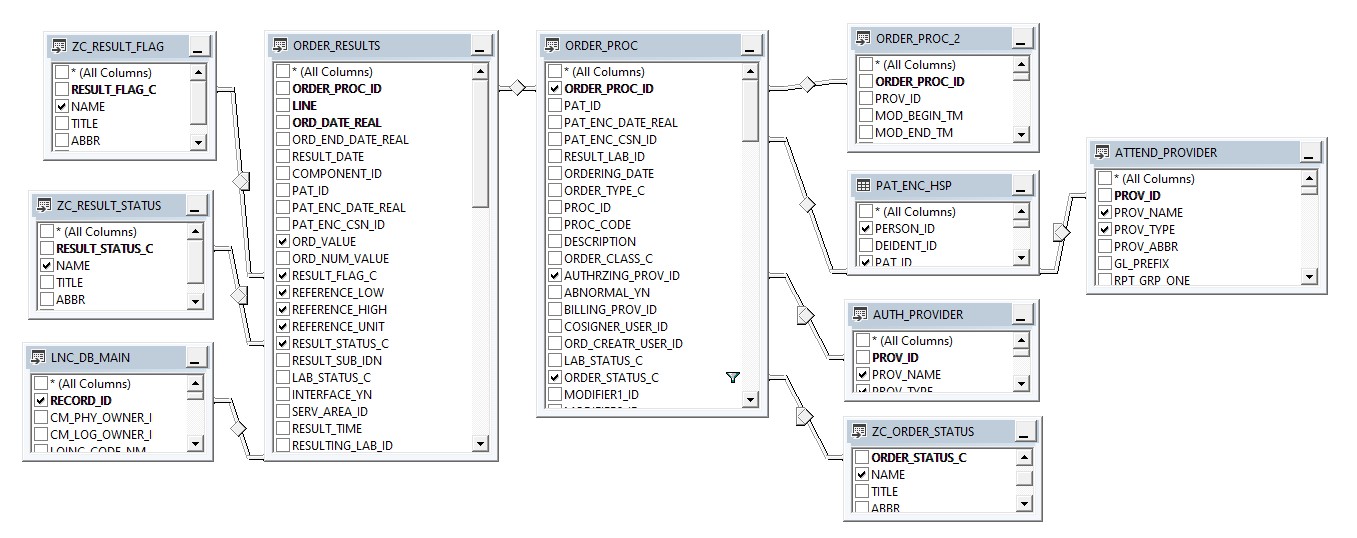 ZC_RESULT_FLAG
* (All Columns)
RESULT_FLAG_C
NAME
TITLE
ABBR
ZC_RESULT_STATUS
* (All Columns)
RESULT_STATUS_C
NAME
TITLE
ABBR
LNC_DB_MAIN
* (All Columns)
RECORD_ID
CM_PHY_OWNER_I
CM_LOG_OWNER_I
LOINC_CODE_NM
ORDER_RESULTS
* (All Columns)
ORDER_PROC_ID
LINE
ORD_DATE_REAL
ORD_END_DATE_REAL
RESULT_DATE
COMPONENT_ID
PAT_ID
PAT_ENC_DATE_REAL
PAT_ENC_CSN_ID
ORD_VALUE
ORD_NUM_VALUE
RESULT_FLAG_C
REFERENCE_LOW
REFERENCE_HIGH
REFERENCE_UNIT
RESULT_STATUS_C
RESULT_SUB_IDN
LAB_STATUS_C
INTERFACE_YN
SERV_AREA_ID
RESULT_TIME
RESULTING_LAB_ID
ORDER_PROC
* (All Columns)
ORDER_PROC_ID
PAT_ID
PAT_ENC_DATE_REAL
PAT_ENC_CSN_ID
RESULT_LAB_ID
ORDERING_DATE
ORDER_TYPE_C
PROC_ID
PROC_CODE
DESCRIPTION
ORDER_CLASS_C
AUTHRZING_PROV_ID
ABNORMAL_YN
BILLING_PROV_ID
COSIGNER_USER_ID
ORD_CREATR_USER_ID
LAB_STATUS_C
ORDER_STATUS_C
MODIFIER1_ID
ORDER_PROC_2
* (All Columns)
ORDER_PROC_ID
PROV_ID
MOD_BEGIN_TM
MOD_END_TM
PAT_ENC_HSP
* (All Columns)
PERSON_ID
DEIDENT_ID
PAT_ID
AUTH_PROVIDER
* (All Columns)
PROV_ID
PROV_NAME
PROV_TYPE
ZC_ORDER_STATUS
ORDER_STATUS_C
NAME
TITLE
ABBR
ATTEND_PROVIDER
* (All Columns)
PROV_ID
PROV_NAME
PROV_TYPE
PROV_ABBR
GL_PREFIX
RPT_GRP_ONE